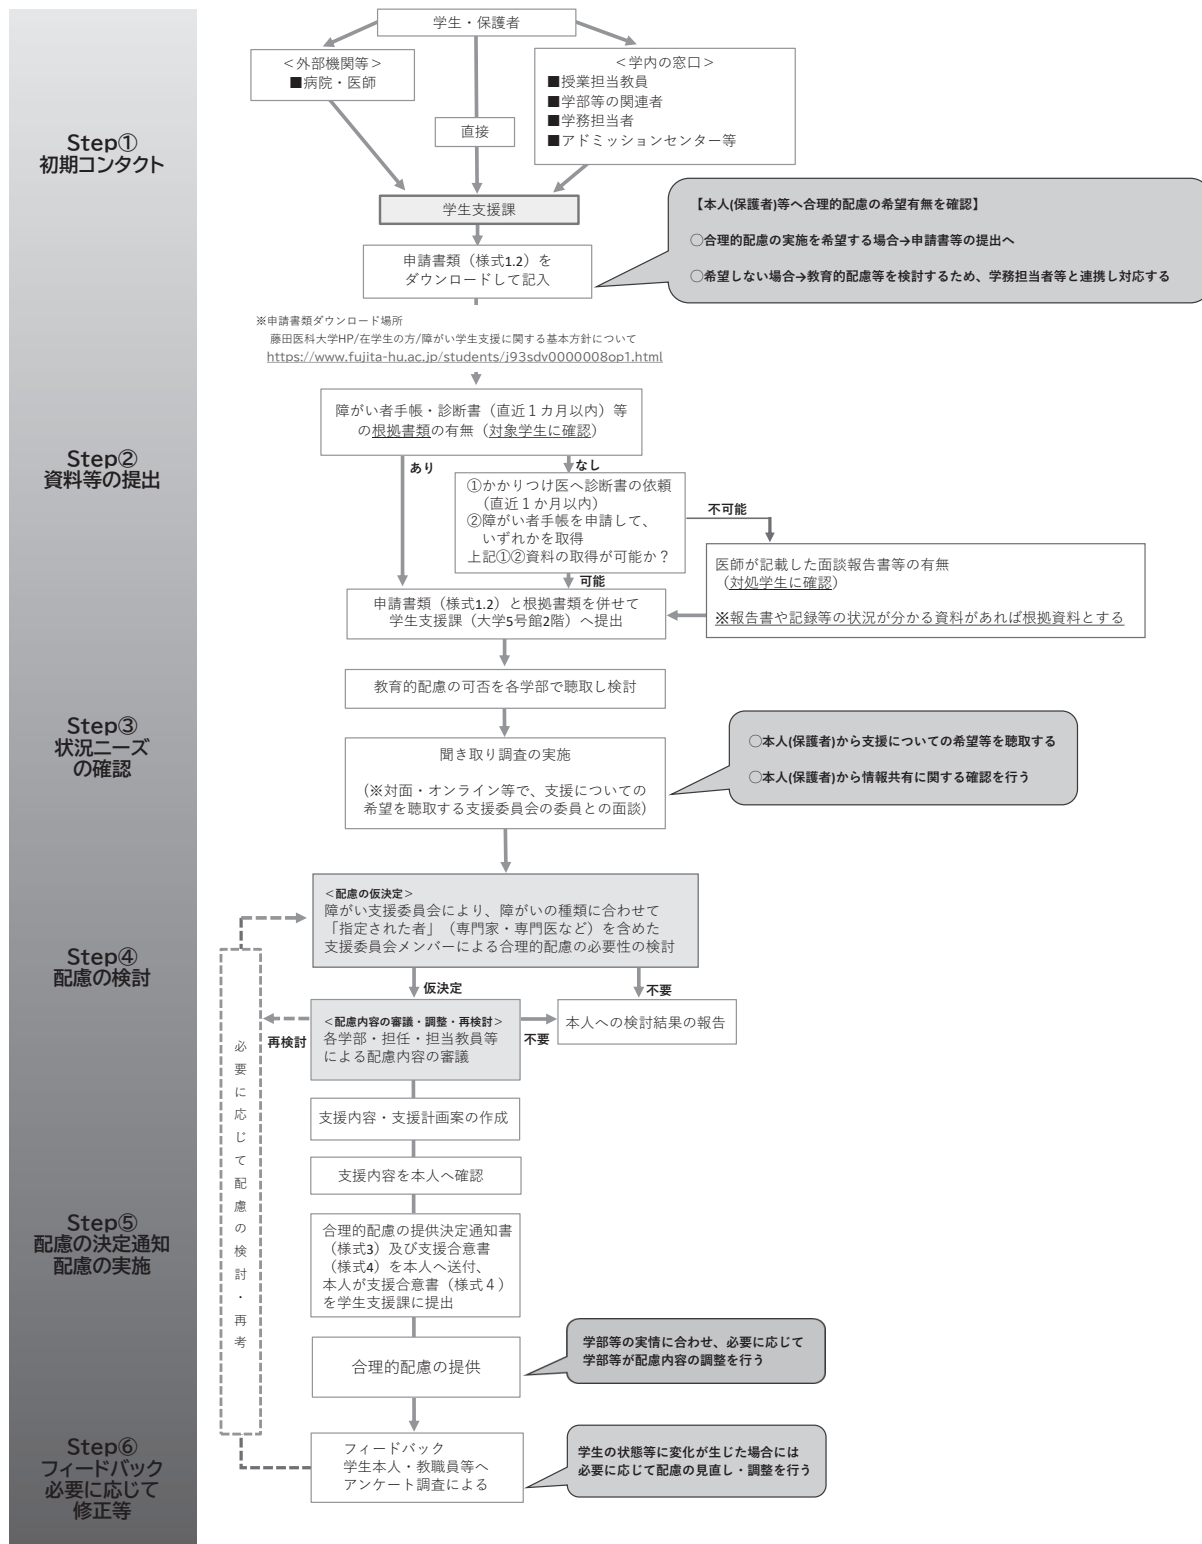 学生・保護者
＜外部機関等＞
■病院・医師
直接
＜学内の窓口＞
■授業担当教員
■学部等の関連者
■学務担当者
■アドミッションセンター等
Step①
初期コンタクト
学生支援課
【本人(保護者)等へ合理的配慮の希望有無を確認】
○合理的配慮の実施を希望する場合→申請書等の提出へ
○希望しない場合→教育的配慮等を検討するため、学務担当者等と連携し対応する
申請書類（様式1.2）を
ダウンロードして記入
※申請書類ダウンロード場所
藤田医科大学HP/在学生の方/障がい学生支援に関する基本方針について
https://www.fujita-hu.ac.jp/students/j93sdv0000008op1.html
Step②
資料等の提出
障がい者手帳・診断書（直近１カ月以内）等
の根拠書類の有無（対象学生に確認）
あり
なし
①かかりつけ医へ診断書の依頼
（直近１か月以内）
②障がい者手帳を申請して、
いずれかを取得
上記①②資料の取得が可能か？
不可能
可能
医師が記載した面談報告書等の有無
（対処学生に確認）
※報告書や記録等の状況が分かる資料があれば根拠資料とする
申請書類（様式1.2）と根拠書類を併せて
学生支援課（大学5号館2階）へ提出
Step③
状況ニーズ
の確認
教育的配慮の可否を各学部で聴取し検討
聞き取り調査の実施
(※対面・オンライン等で、支援についての
希望を聴取する支援委員会の委員との面談)
○本人(保護者)から支援についての希望等を聴取する
○本人(保護者)から情報共有に関する確認を行う
Step④
配慮の検討
＜配慮の仮決定＞
障がい支援委員会により、障がいの種類に合わせて
「指定された者」（専門家・専門医など）を含めた
支援委員会メンバーによる合理的配慮の必要性の検討
仮決定
不要
＜配慮内容の審議・調整・再検討＞
各学部・担任・担当教員等
による配慮内容の審議
再検討
不要
本人への検討結果の報告
必要に応じて配慮の検討・再考
支援内容・支援計画案の作成
支援内容を本人へ確認
Step⑤
配慮の決定通知
配慮の実施
合理的配慮の提供決定通知書
（様式3）及び支援合意書
（様式4）を本人へ送付、
本人が支援合意書（様式４）
を学生支援課に提出
合理的配慮の提供
学部等の実情に合わせ、必要に応じて
学部等が配慮内容の調整を行う
Step⑥
フィードバック
必要に応じて
修正等
フィードバック
学生本人・教職員等へ
アンケート調査による
学生の状態等に変化が生じた場合には
必要に応じて配慮の見直し・調整を行う